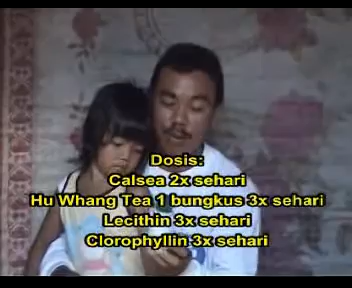 Dosis:
Calsea 2x sehari
Hu Whang Tea 1 bungkus 3x sehari
Lecithin 3x sehari
Clorophyllin 3x sehari